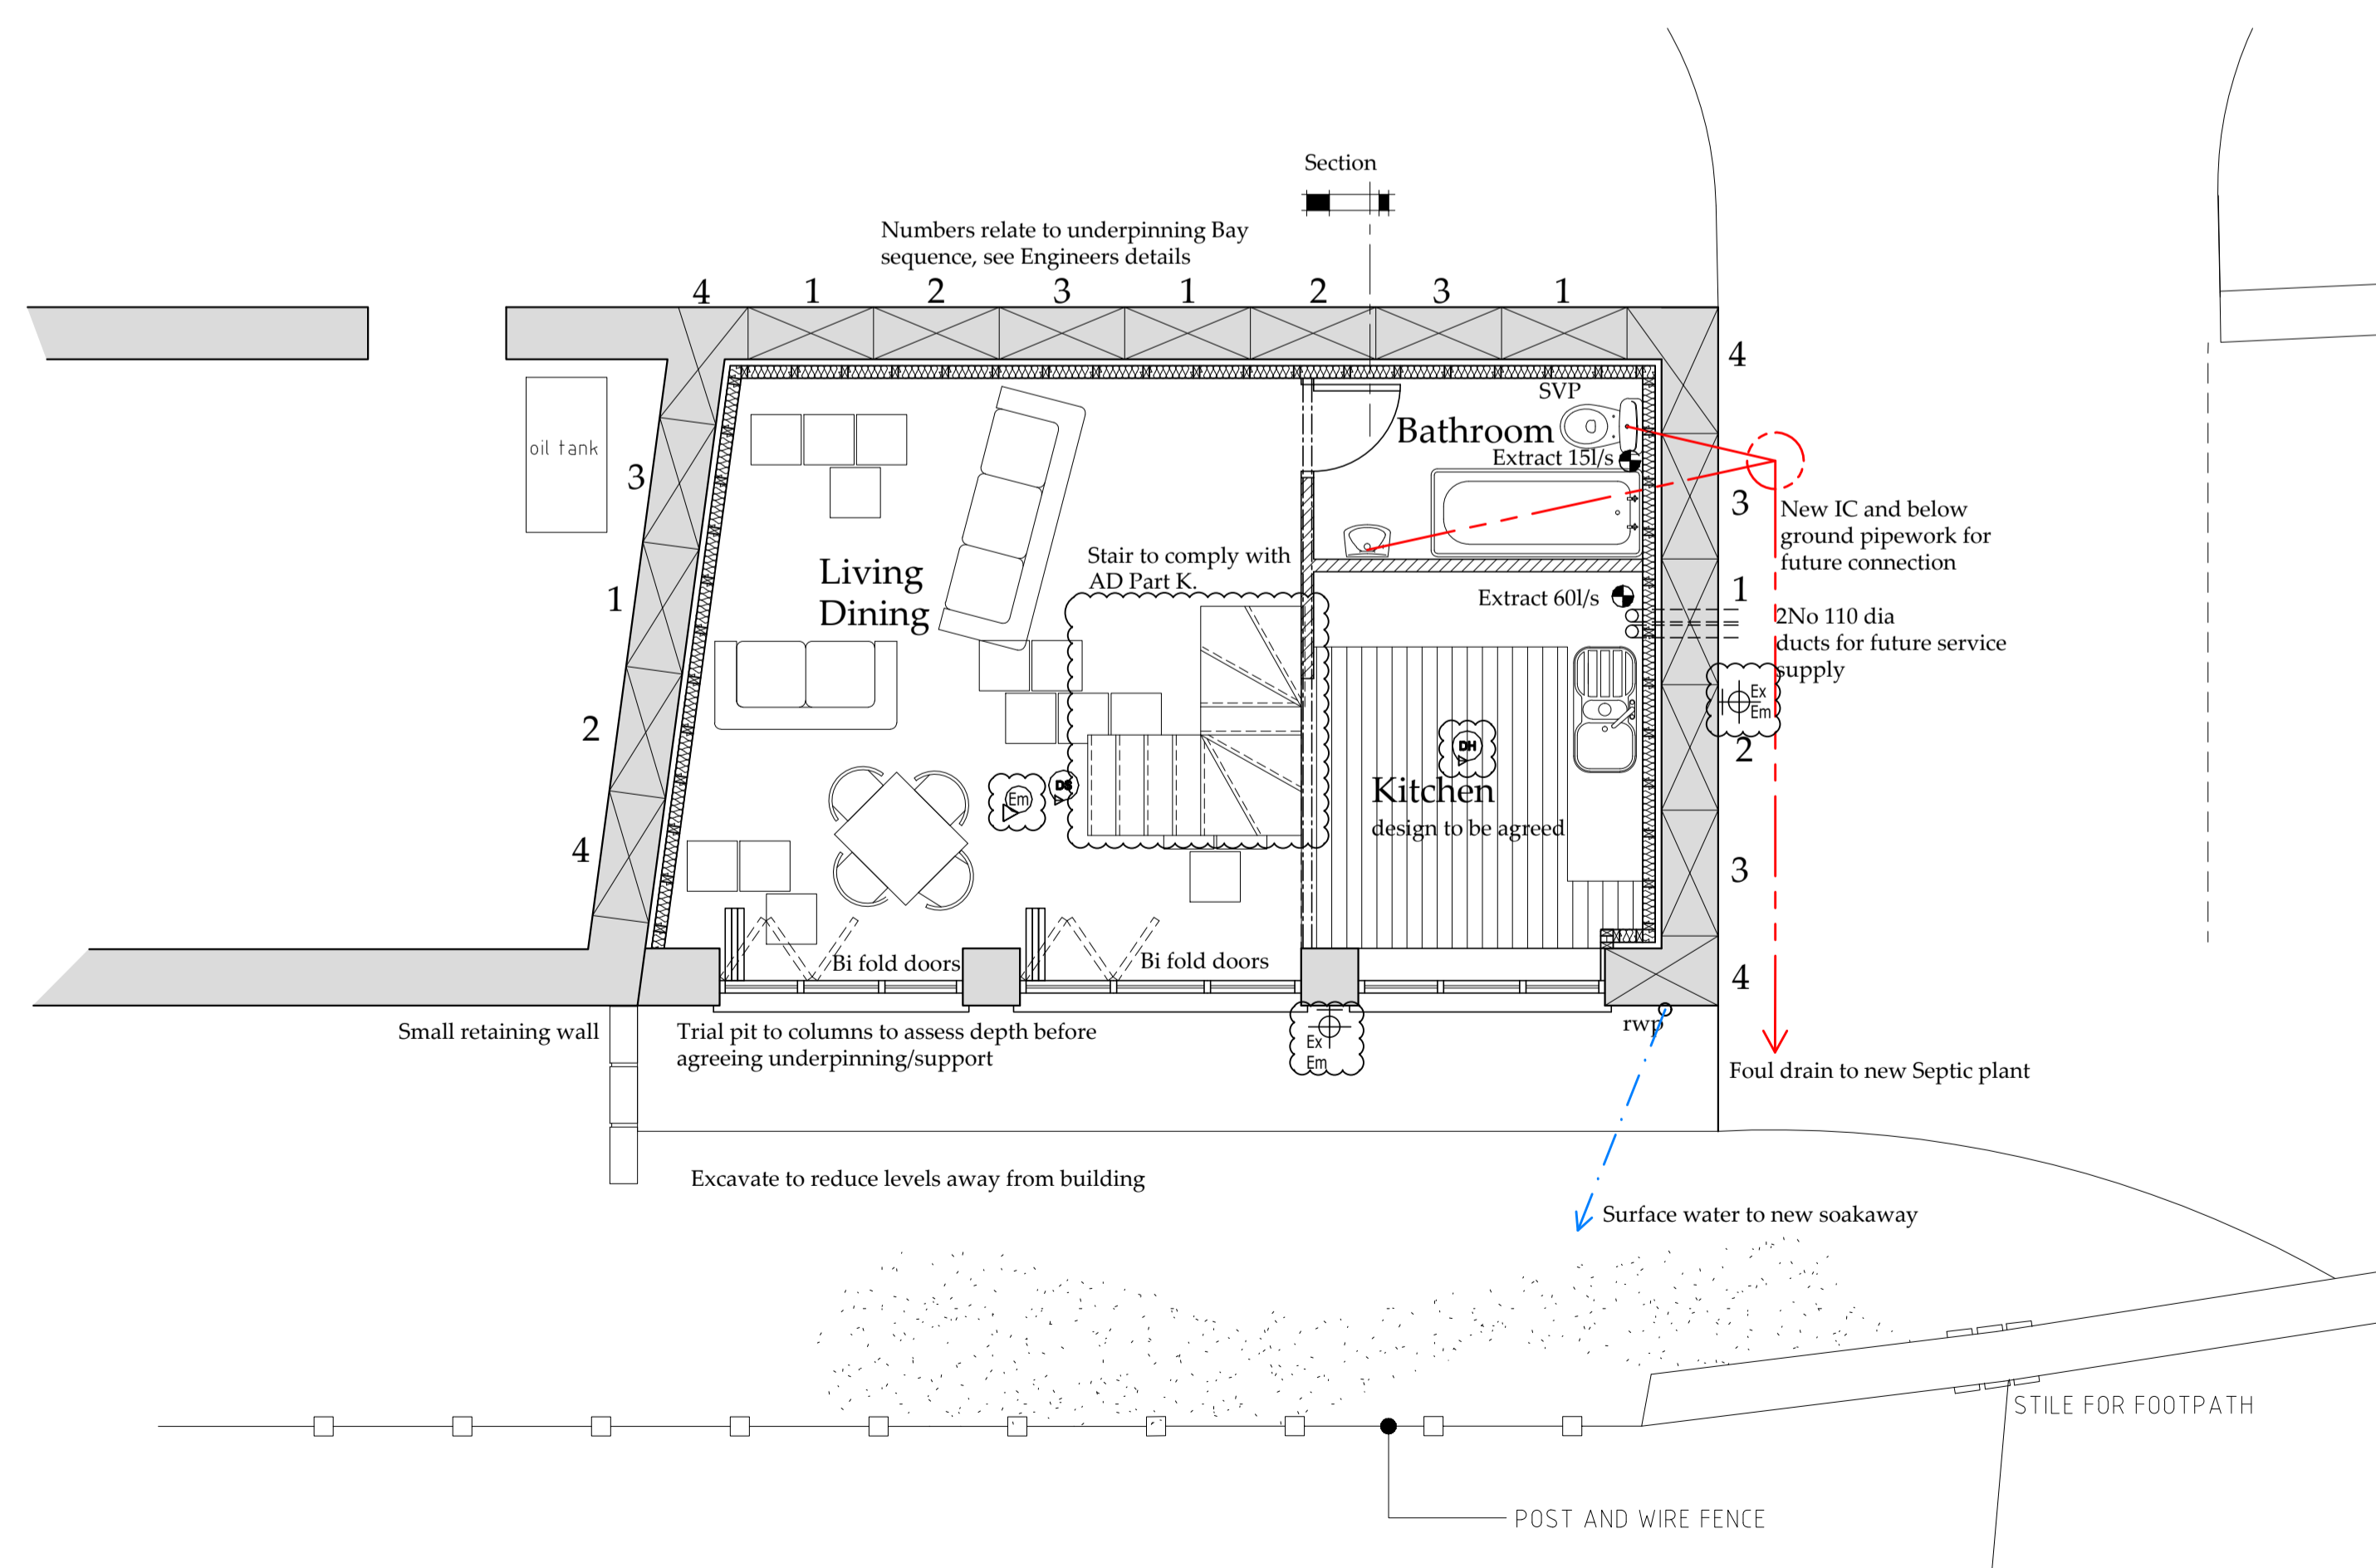 Section
Numbers relate to underpinning Bay
sequence, see Engineers details
4 1 2 3 1 2 3 1
4
SVP
Bathroom
Extract 15l/s
oil tank
3
3
New IC and below
ground pipework for
future connection
Stair to comply with
AD Part K.
Living
Dining
1
Extract 60l/s
1
2No 110 dia
ducts for future service
supply
Ex
Em
2
2
DH
Kitchen
design to be agreed
Em
DS
4
3
Bi fold doors
Bi fold doors
4
Small retaining wall
Trial pit to columns to assess depth before
agreeing underpinning/support
Ex
Em
rwp
Foul drain to new Septic plant
Excavate to reduce levels away from building
Surface water to new soakaway
STILE FOR FOOTPATH
POST AND WIRE FENCE